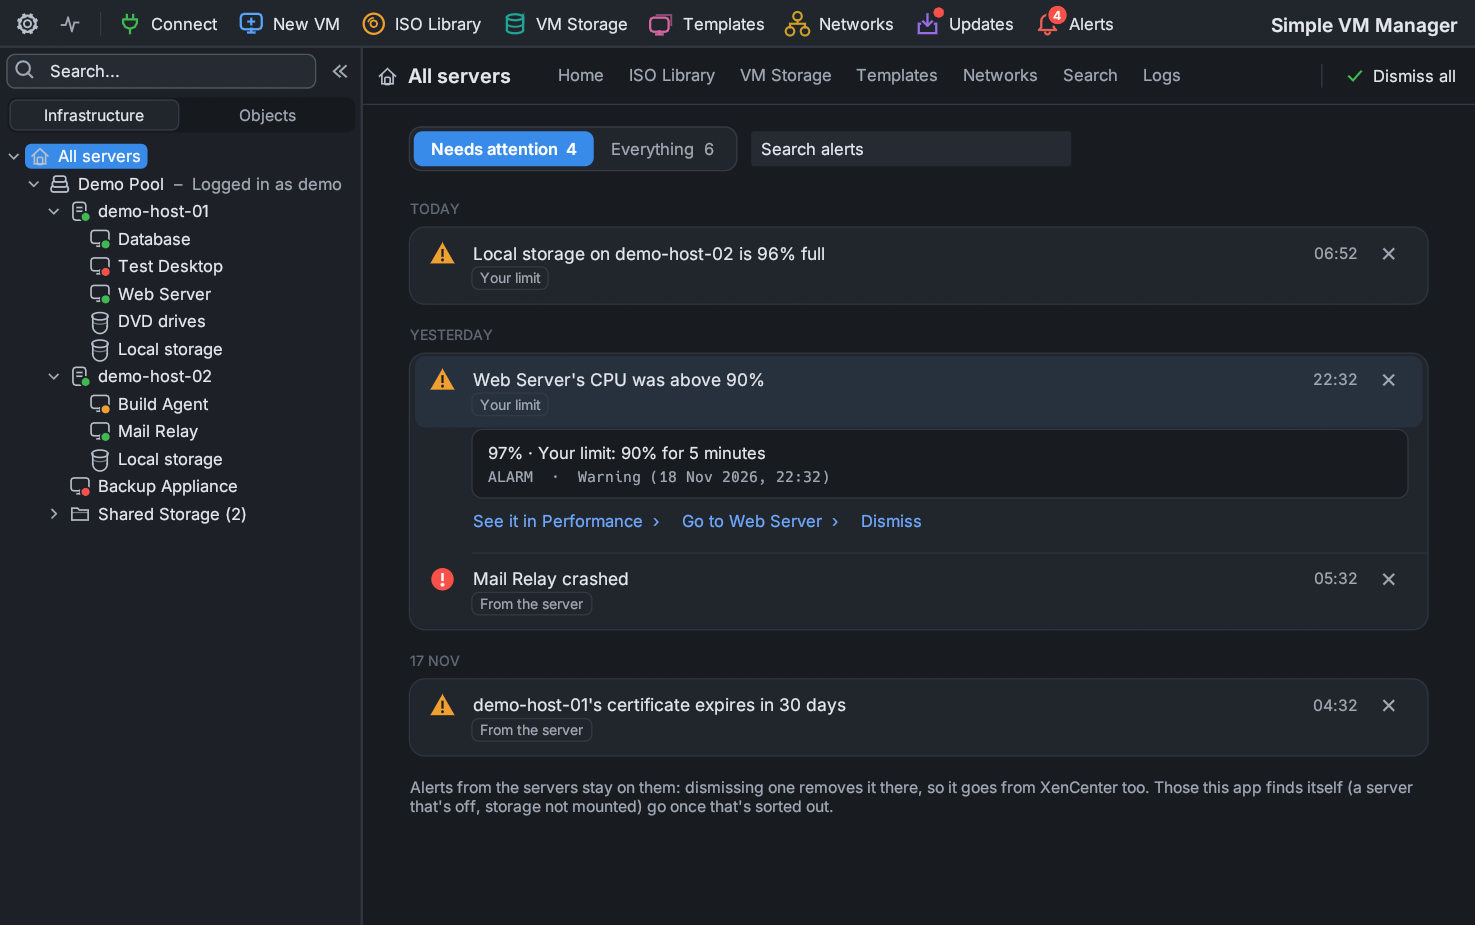 Connect
New VM
ISO Library
VM Storage
Templates
Networks
Updates
4
Alerts
Simple VM Manager
Search...
Infrastructure
Objects
All servers
Demo Pool – Logged in as demo
demo-host-01
Database
Test Desktop
Web Server
DVD drives
Local storage
demo-host-02
Build Agent
Mail Relay
Local storage
Backup Appliance
Shared Storage (2)
All servers
Home
ISO Library
VM Storage
Templates
Networks
Search
Logs
Dismiss all
Needs attention 4
Everything 6
Search alerts
TODAY
Local storage on demo-host-02 is 96% full
06:52
Your limit
YESTERDAY
Web Server's CPU was above 90%
22:32
Your limit
97% · Your limit: 90% for 5 minutes
ALARM · Warning (18 Nov 2026, 22:32)
See it in Performance ›
Go to Web Server ›
Dismiss
Mail Relay crashed
05:32
From the server
17 NOV
demo-host-01's certificate expires in 30 days
04:32
From the server
Alerts from the servers stay on them: dismissing one removes it there, so it goes from XenCenter too. Those this app finds itself (a server
that's off, storage not mounted) go once that's sorted out.